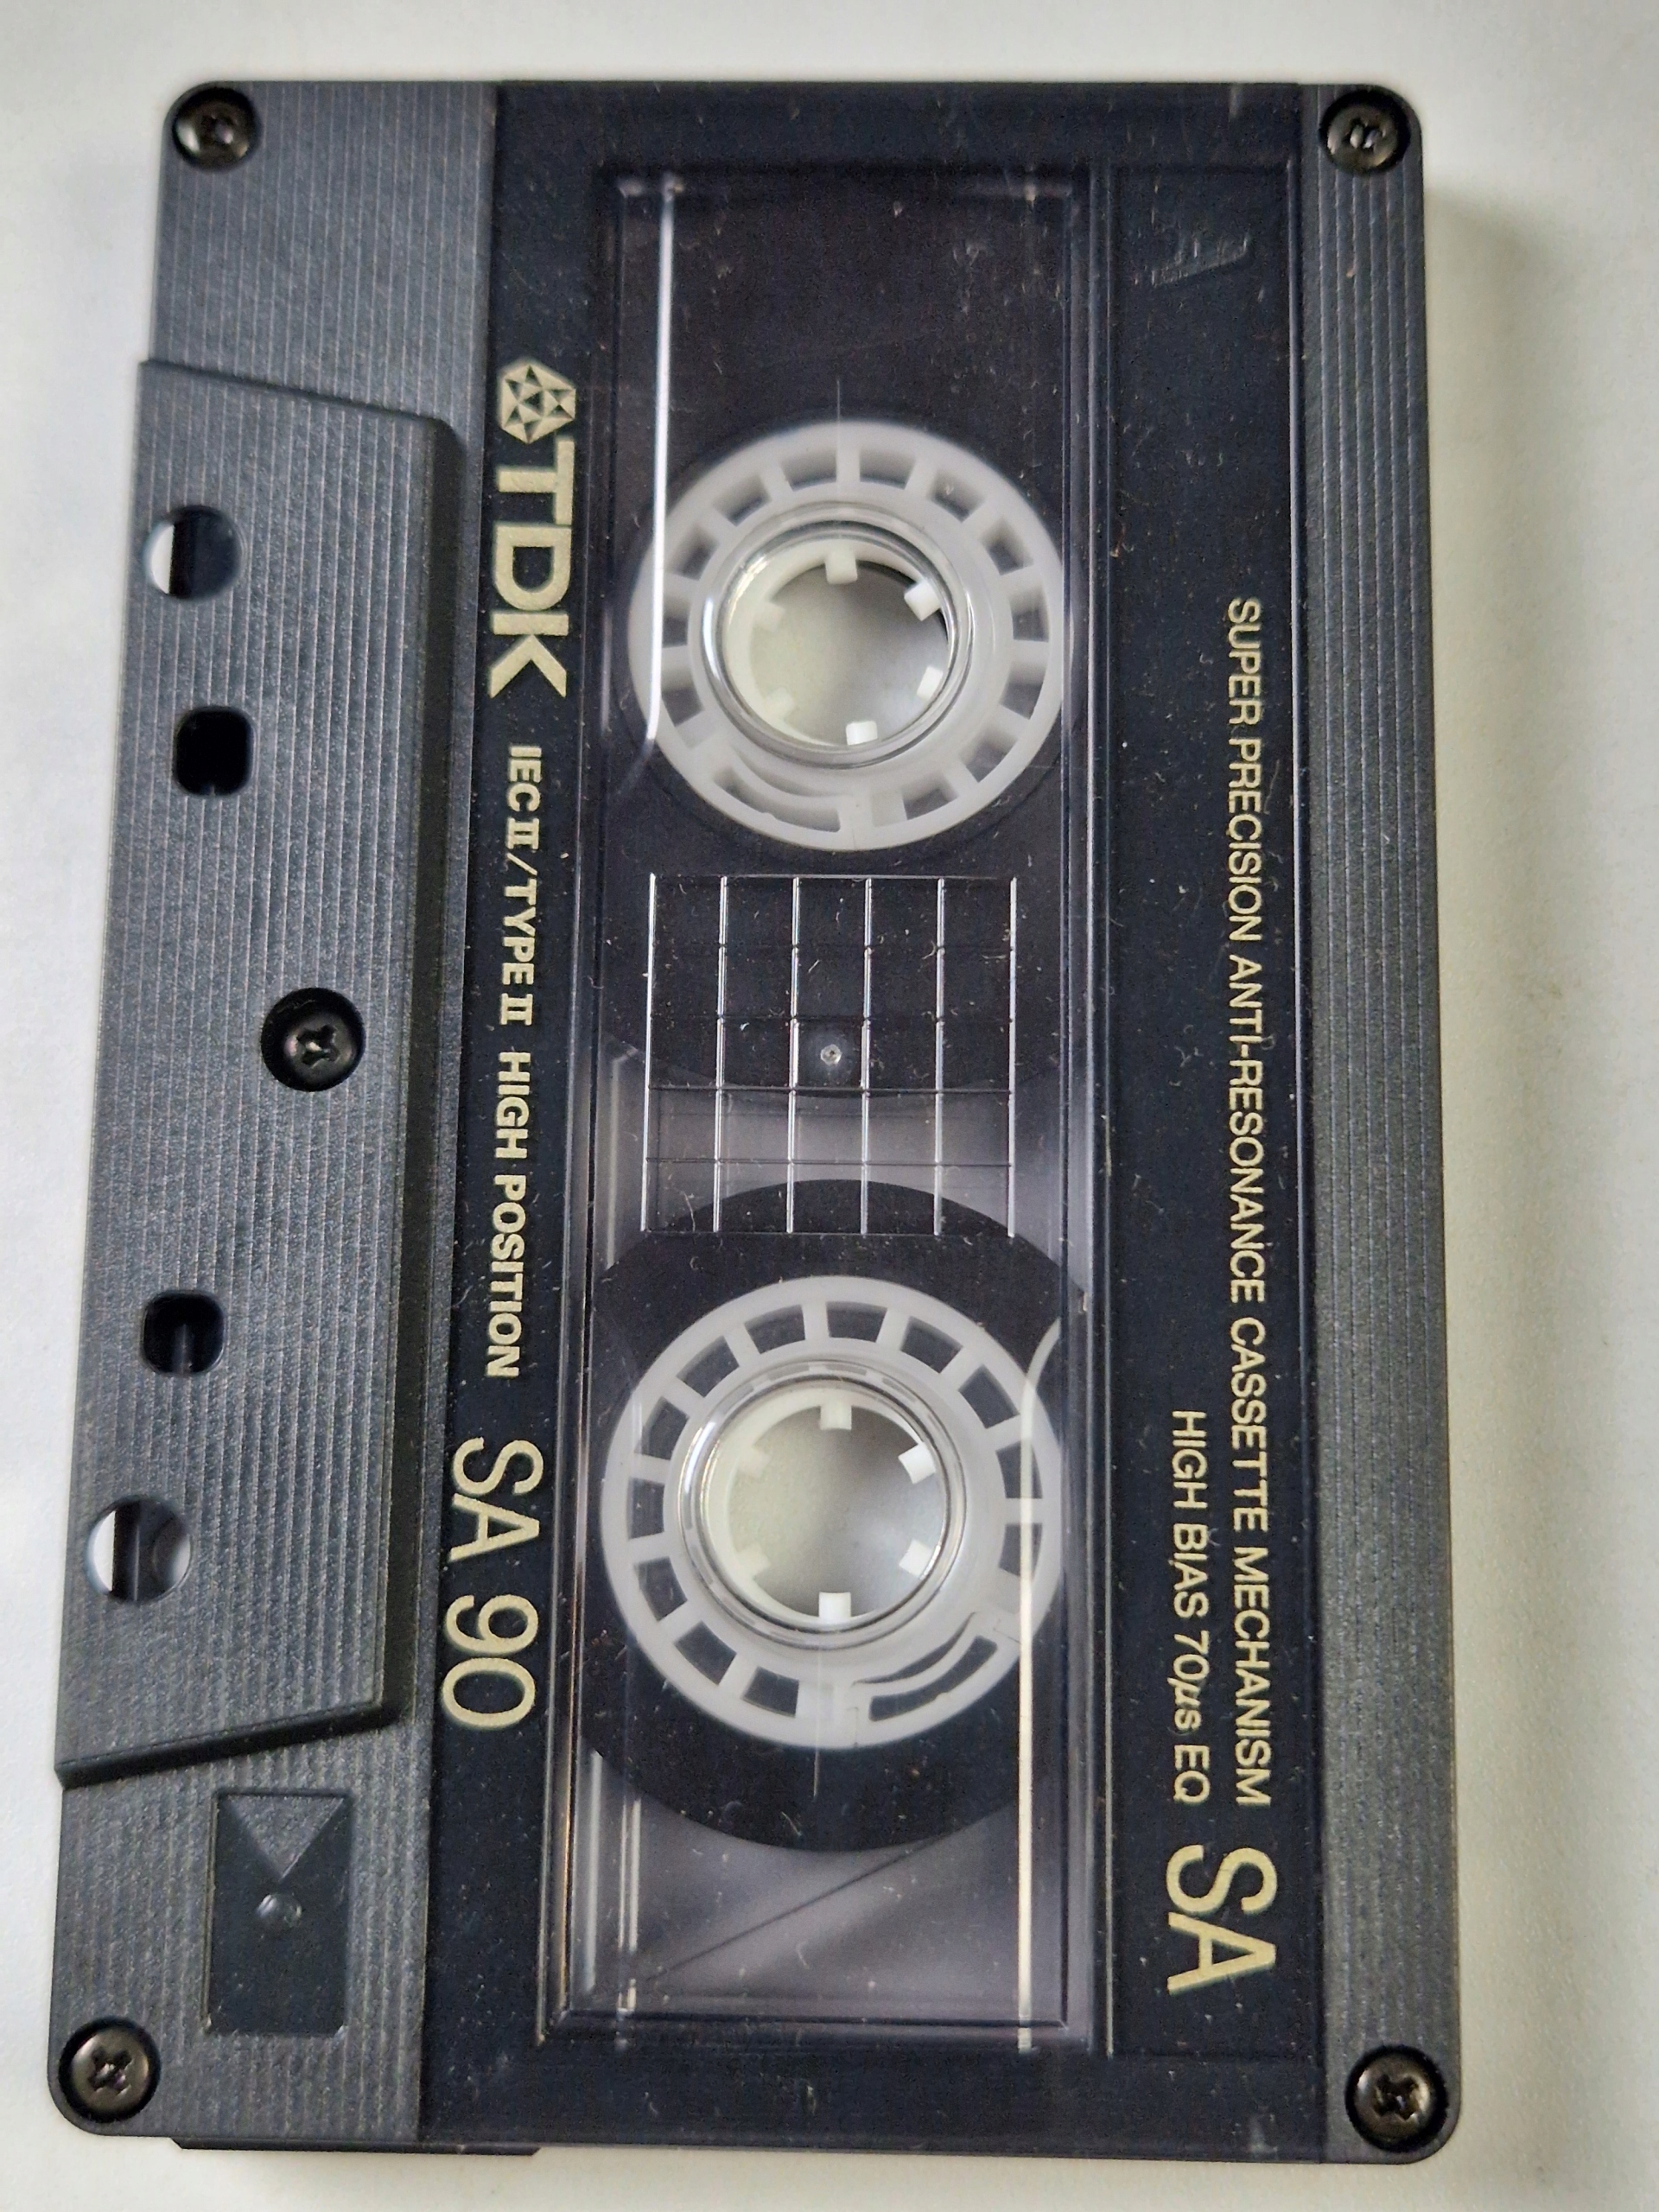 A
SUPER PRECISION ANTI-RESONANCE CASSETTE MECHANISM SA
HIGH BIAS 70µs EQ
TDK IEC II/TYPE II HIGH POSITION SA 90